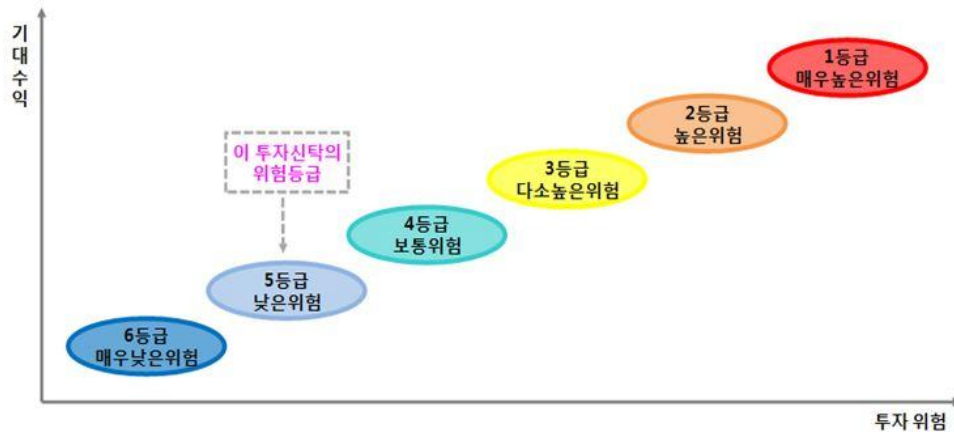 기대수익
1등급
매우높은위험
2등급
높은위험
이 투자신탁의
위험등급
3등급
다소높은위험
4등급
보통위험
5등급
낮은위험
6등급
매우낮은위험
투자 위험